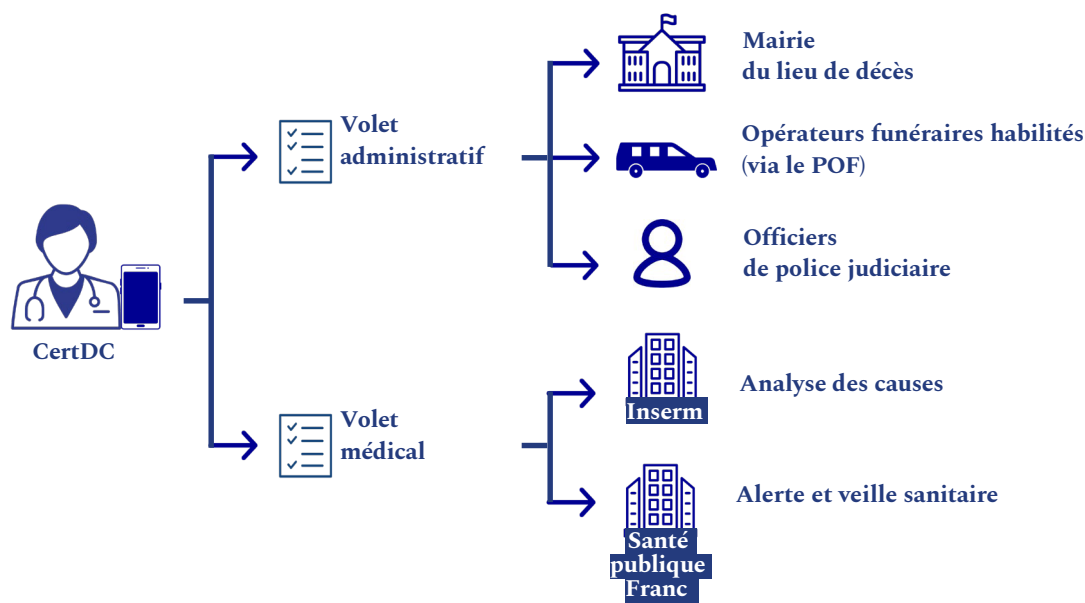 Mairie
du lieu de décès
Volet
administratif
Opérateurs funéraires habilités
(via le POF)
Officiers
de police judiciaire
CertDC
Volet
médical
Inserm
Analyse des causes
Santé
publique
Franc
Alerte et veille sanitaire